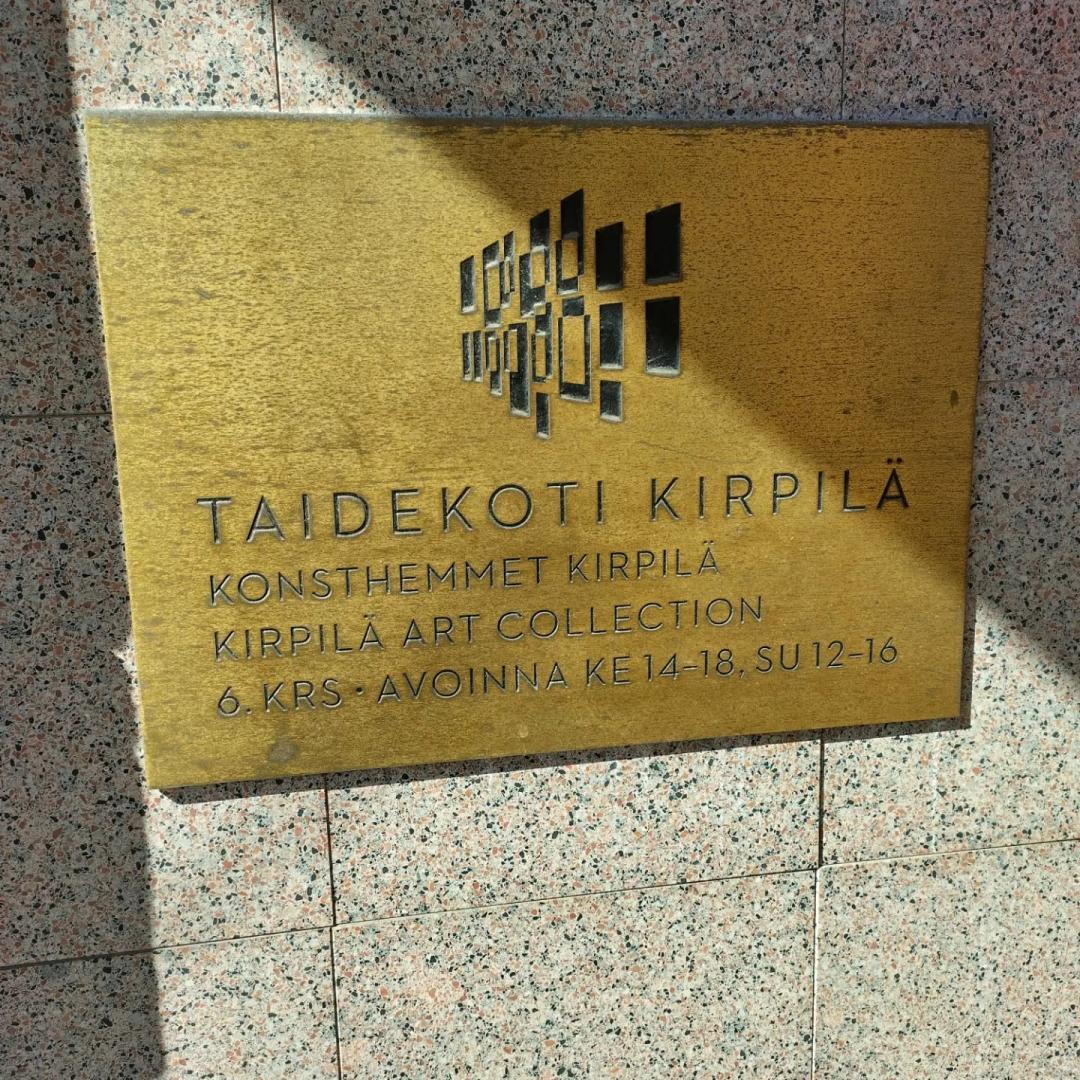 TAIDEKOTI KIRPILÄ
KONSTHEMMET KIRPILÄ
KIRPILÄ ART COLLECTION
6. KRS · AVOINNA KE 14–18, SU 12–16